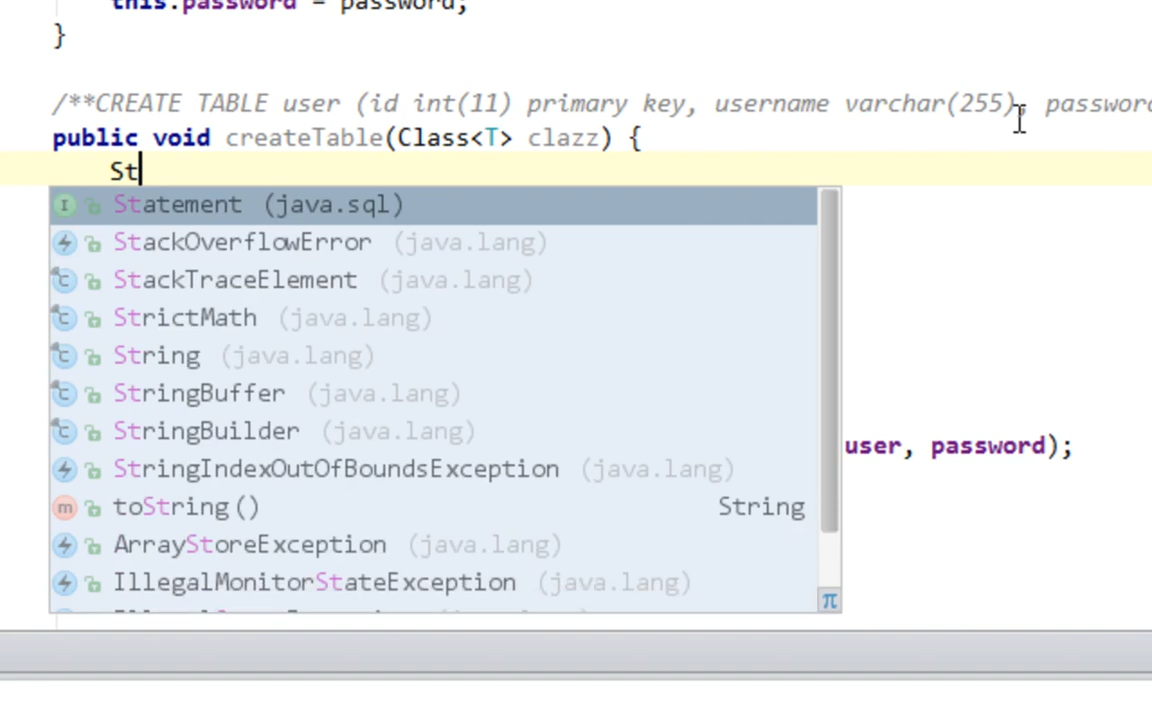 this.password = password;
}
/**CREATE TABLE user (id int(11) primary key, username varchar(255), password
public void createTable(Class<T> clazz) {
St
Statement (java.sql)
StackOverflowError (java.lang)
StackTraceElement (java.lang)
StrictMath (java.lang)
String (java.lang)
StringBuffer (java.lang)
StringBuilder (java.lang)
user, password);
StringIndexOutOfBoundsException (java.lang)
toString() String
ArrayStoreException (java.lang)
IllegalMonitorStateException (java.lang)
π